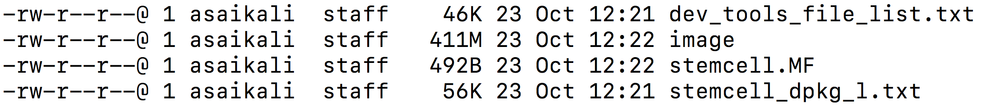 -rw-r--r--@ 1 asaikali  staff    46K 23 Oct 12:21 dev_tools_file_list.txt
-rw-r--r--@ 1 asaikali  staff   411M 23 Oct 12:22 image
-rw-r--r--@ 1 asaikali  staff   492B 23 Oct 12:22 stemcell.MF
-rw-r--r--@ 1 asaikali  staff    56K 23 Oct 12:21 stemcell_dpkg_l.txt